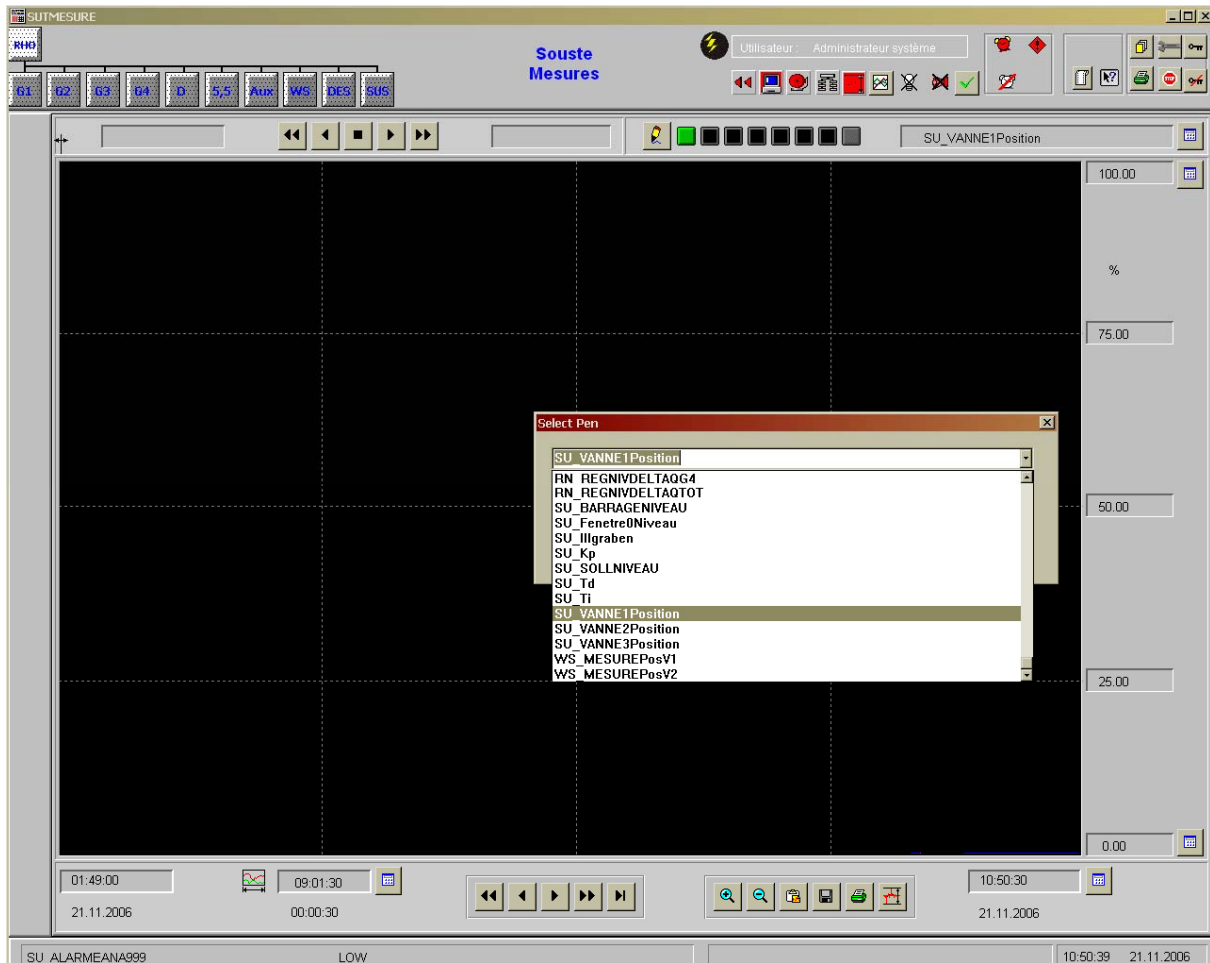 SUTMESURE
RHO
Souste
Mesures
Utilisateur : Administrateur système
G1 G2 G3 G4 D 5,5 Aux WS DES SUS
SU_VANNE1Position
100.00
%
75.00
Select Pen
SU_VANNE1Position
RN_REGNIVDELTAQG4
RN_REGNIVDELTAQTOT
SU_BARRAGENIVEAU
SU_Fenetre0Niveau
SU_Illgraben
SU_Kp
SU_SOLLNIVEAU
SU_Td
SU_Ti
SU_VANNE1Position
SU_VANNE2Position
SU_VANNE3Position
WS_MESUREPosV1
WS_MESUREPosV2
50.00
25.00
0.00
01:49:00 09:01:30 10:50:30
21.11.2006 00:00:30 21.11.2006
SU_ALARMEANA999 LOW 10:50:39 21.11.2006